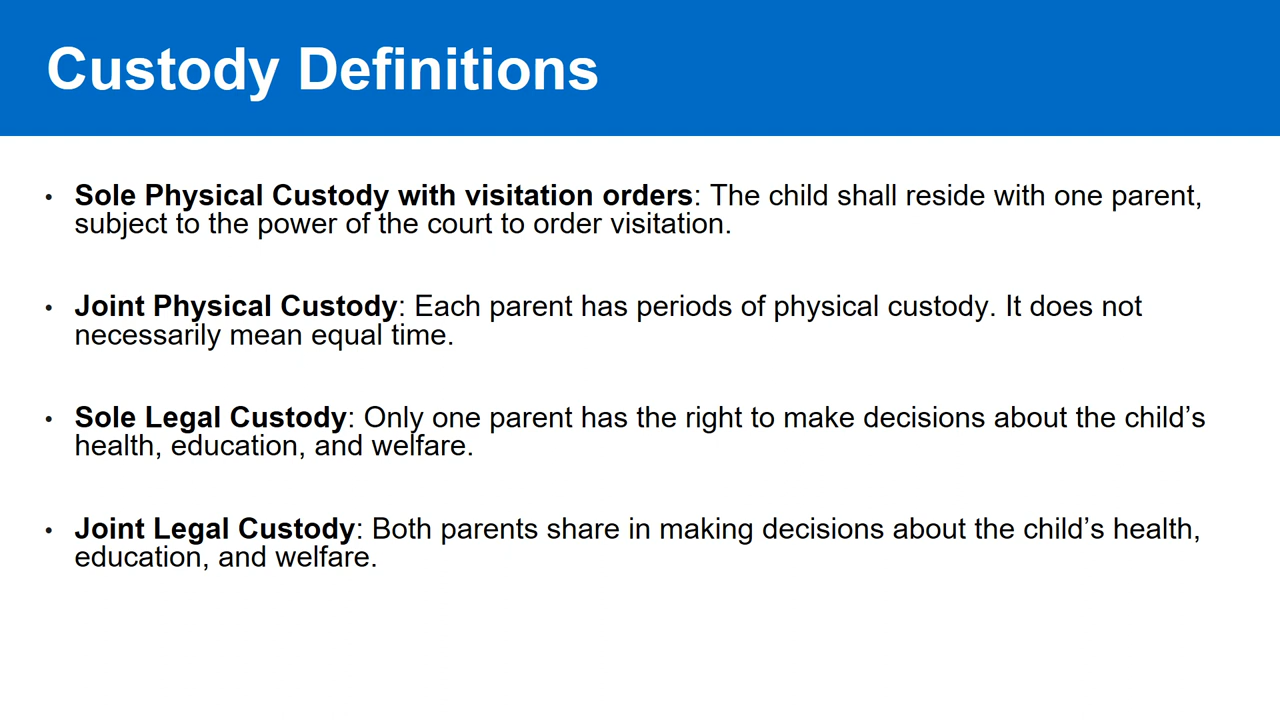 Custody Definitions
• Sole Physical Custody with visitation orders: The child shall reside with one parent,
subject to the power of the court to order visitation.
• Joint Physical Custody: Each parent has periods of physical custody. It does not
necessarily mean equal time.
• Sole Legal Custody: Only one parent has the right to make decisions about the child’s
health, education, and welfare.
• Joint Legal Custody: Both parents share in making decisions about the child’s health,
education, and welfare.